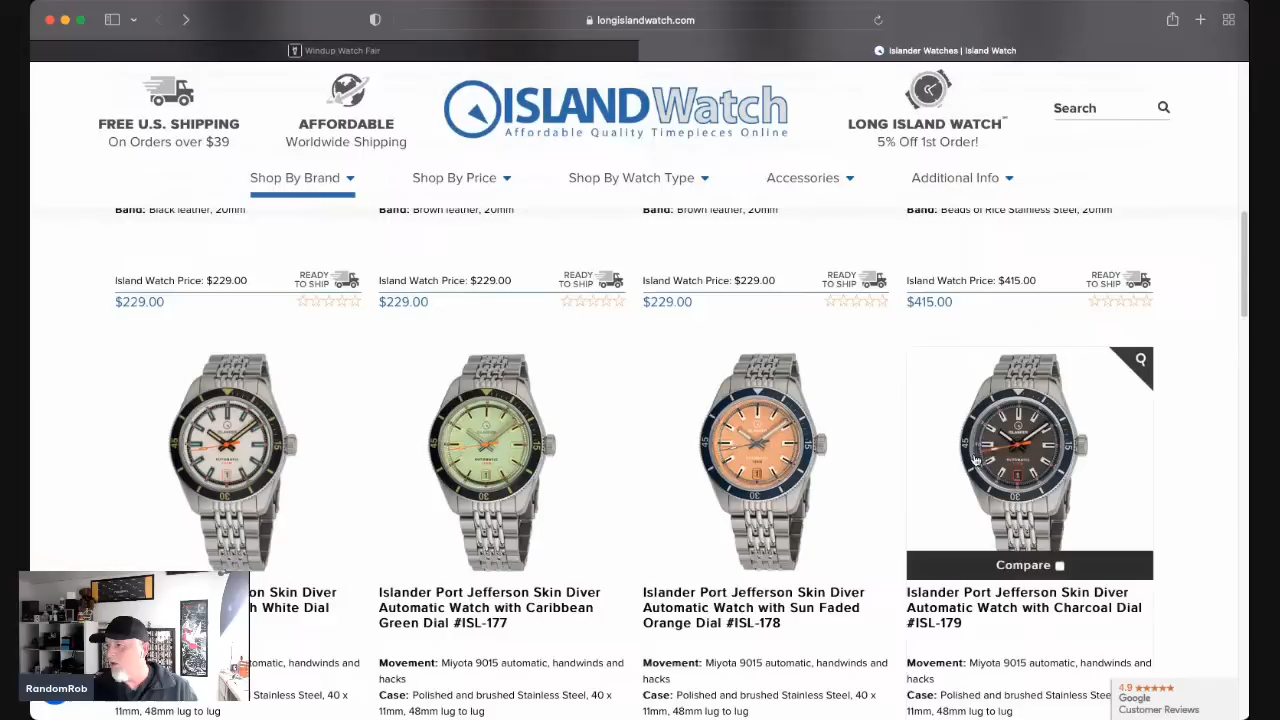 longislandwatch.com
Windup Watch Fair
Islander Watches | Island Watch
FREE U.S. SHIPPING
On Orders over $39
AFFORDABLE
Worldwide Shipping
ISLAND Watch
Affordable Quality Timepieces Online
LONG ISLAND WATCH
5% Off 1st Order!
Search
Shop By Brand
Shop By Price
Shop By Watch Type
Accessories
Additional Info
Band: Black leather, 20mm
Band: Brown leather, 20mm
Band: Brown leather, 20mm
Band: Beads of Rice Stainless Steel, 20mm
Island Watch Price: $229.00
READY
TO SHIP
$229.00
Island Watch Price: $229.00
READY
TO SHIP
$229.00
Island Watch Price: $229.00
READY
TO SHIP
$229.00
Island Watch Price: $415.00
READY
TO SHIP
$415.00
Compare
on Skin Diver
h White Dial
omatic, handwinds and
Stainless Steel, 40 x
11mm, 48mm lug to lug
Islander Port Jefferson Skin Diver
Automatic Watch with Caribbean
Green Dial #ISL-177
Movement: Miyota 9015 automatic, handwinds and
hacks
Case: Polished and brushed Stainless Steel, 40 x
11mm, 48mm lug to lug
Islander Port Jefferson Skin Diver
Automatic Watch with Sun Faded
Orange Dial #ISL-178
Movement: Miyota 9015 automatic, handwinds and
hacks
Case: Polished and brushed Stainless Steel, 40 x
11mm, 48mm lug to lug
Islander Port Jefferson Skin Diver
Automatic Watch with Charcoal Dial
#ISL-179
Movement: Miyota 9015 automatic, handwinds and
hacks
Case: Polished and brushed Stainless Steel, 40 x
11mm, 48mm lug to lug
4.9 ★★★★★
Google
Customer Reviews
RandomRob